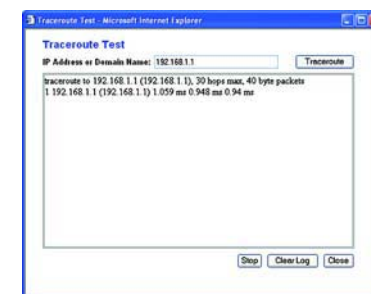 Traceroute Test - Microsoft Internet Explorer
Traceroute Test
IP Address or Domain Name: 192.168.1.1 Traceroute
traceroute to 192.168.1.1 (192.168.1.1), 30 hops max, 40 byte packets
1 192.168.1.1 (192.168.1.1) 1.059 ms 0.948 ms 0.94 ms
Stop Clear Log Close